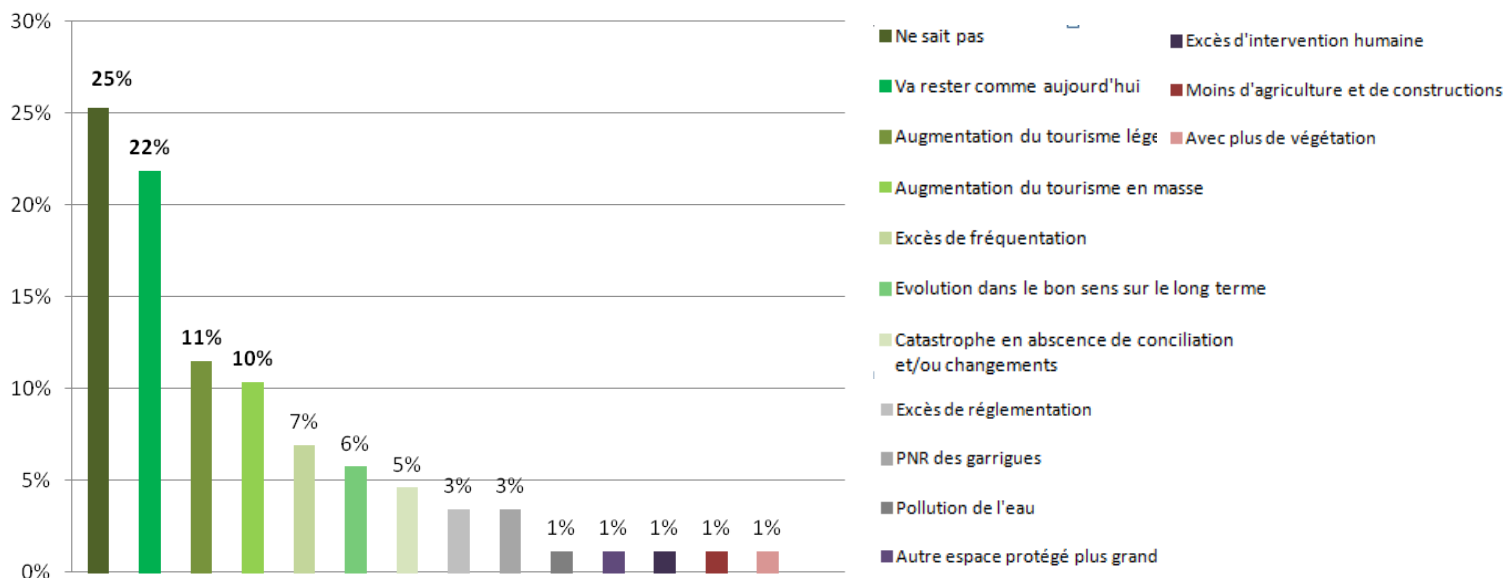 30%
25%
20%
15%
10%
5%
0%
25%
22%
11%
10%
7%
6%
5%
3%
3%
1%
1%
1%
1%
1%
Ne sait pas
Va rester comme aujourd'hui
Augmentation du tourisme lége
Augmentation du tourisme en masse
Excès de fréquentation
Evolution dans le bon sens sur le long terme
Catastrophe en abscence de conciliation
et/ou changements
Excès de réglementation
PNR des garrigues
Pollution de l'eau
Autre espace protégé plus grand
Excès d'intervention humaine
Moins d'agriculture et de constructions
Avec plus de végétation